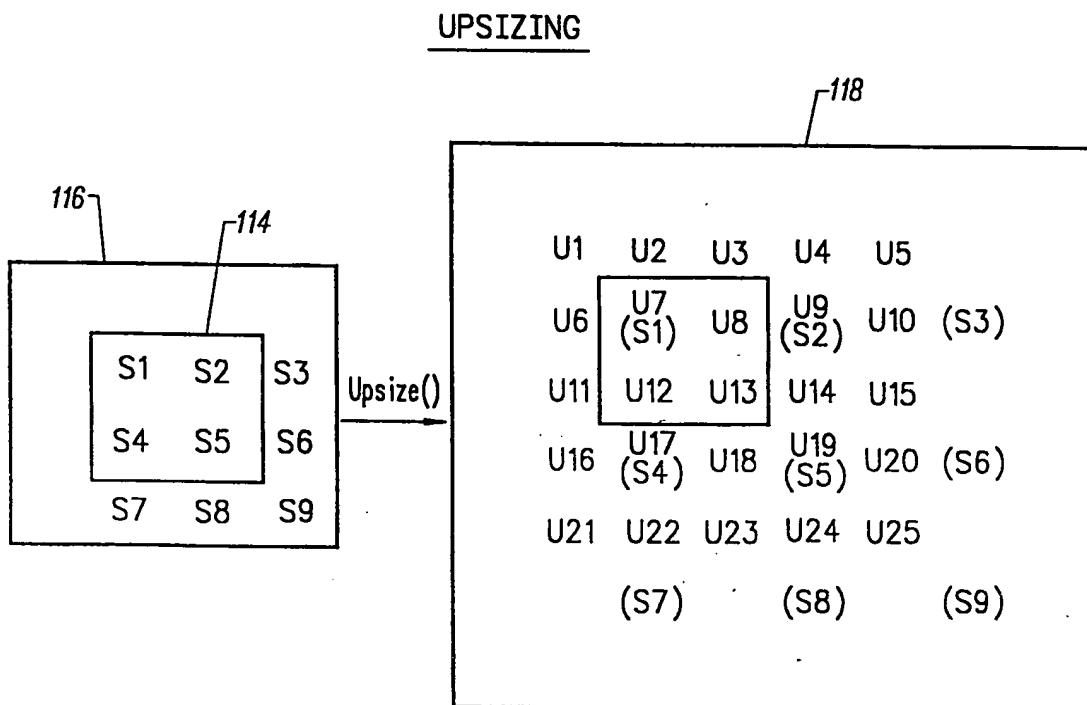 UPSIZING
118
116
114
U1 U2 U3 U4 U5
U7 U9
U6 (S1) U8 (S2) U10 (S3)
S1 S2 S3
Upsize()
U11 U12 U13 U14 U15
S4 S5 S6
U17 U19
U16 (S4) U18 (S5) U20 (S6)
S7 S8 S9
U21 U22 U23 U24 U25
(S7) (S8) (S9)